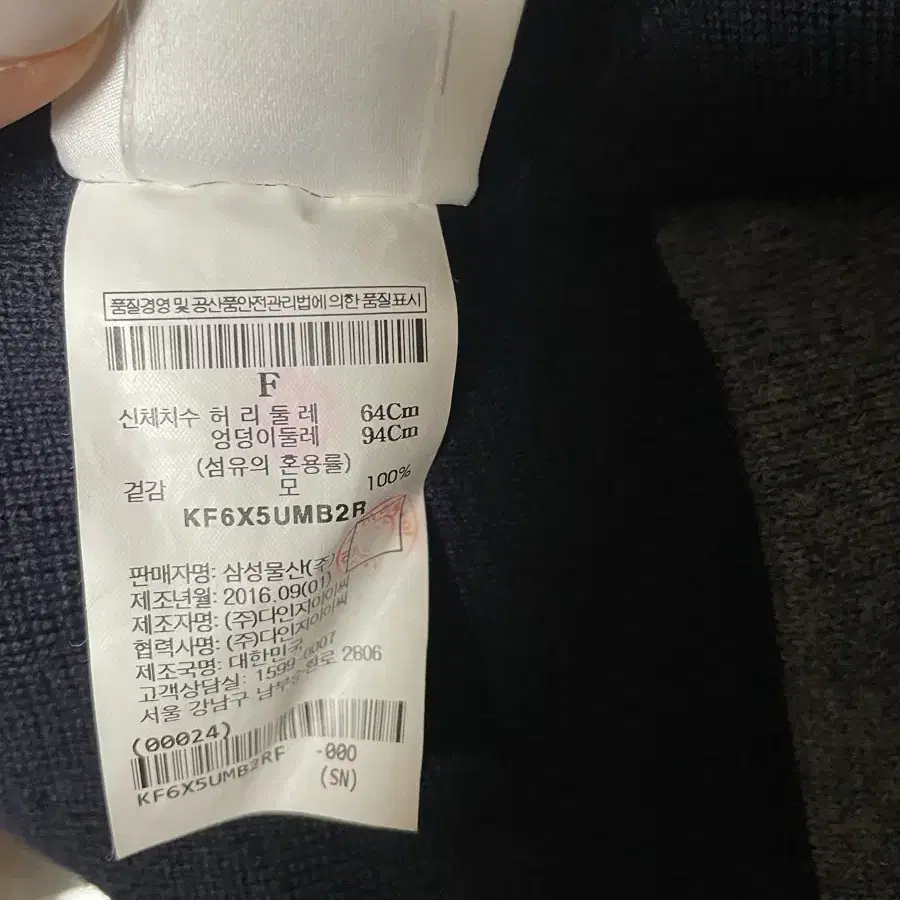 품질경영 및 공산품안전관리법에 의한 품질표시
F
신체치수 허 리 둘 레 64Cm
엉덩이둘레 94Cm
(섬유의 혼용률)
겉감 모 100%
KF6X5UMB2R
판매자명: 삼성물산(주)
제조년월: 2016.09(01)
제조자명: (주)다인지이이씨
협력사명: (주)다인지이이씨
제조국명: 대한민국
고객상담실: 1599-0007
서울 강남구 남부순환로 2806
(00024)
KF6X5UMB2RF -000
(SN)